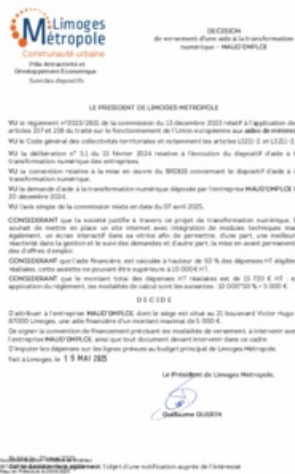 Limoges
Métropole
Communauté urbaine
Pôle Attractivité et
Développement Économique
Suivi des dispositifs
DECISION
de versement d'une aide à la transformation
numérique - MAUD'EMPLOI
LE PRESIDENT DE LIMOGES METROPOLE
VU le règlement n°2023/2831 de la commission du 13 décembre 2023 relatif à l'application de
articles 107 et 108 du traité sur le fonctionnement de l'Union européenne aux aides de minimis
VU le Code général des collectivités territoriales et notamment les articles L5211-2, et L5211-3,
VU la délibération n° 5.1 du 15 février 2024 relative à l'évolution du dispositif d'aide à l
transformation numérique des entreprises.
VU la convention relative à la mise en œuvre du concernant le dispositif d'aide à l
transformation numérique.
VU la demande d'aide à la transformation numérique déposée par l'entreprise MAUD'EMPLOI l
20 décembre 2024.
VU l'avis unique de la commission mixte en date du 07 avril 2025.
CONSIDERANT que la société justifie à travers ce projet de transformation numérique, l
souhait de mettre en place un site internet avec intégration de modules techniques mai
également, un écran interactif dans sa vitrine afin de permettre, d'une part, une meilleur
réactivité dans la gestion et le suivi des demandes et d'autre part, la mise en avant permanent
des d'offres d'emploi.
CONSIDERANT que l'aide financière, est calculée à hauteur de 50 % des dépenses HT éligible
réalisées, cette assiette ne pouvant être supérieure à 10 000 € HT.
CONSIDERANT que le montant total des dépenses HT réalisées est de 15 720 € HT , e
application du règlement, les modalités de calcul sont les suivantes : 10 000*50 % = 5 000 €.
DECIDE
D'attribuer à l'entreprise MAUD'EMPLOI, dont le siège est situé au 21 boulevard Victor Hugo
87000 Limoges, une aide financière d'un montant maximal de 5 000 €.
De signer la convention de financement précisant les modalités de versement, à intervenir ave
l'entreprise MAUD'EMPLOI, ainsi que tout document devant intervenir dans ce cadre.
D'imputer les dépenses sur les lignes prévues au budget principal de Limoges Métropole.
Fait à Limoges, le 19 MAI 2025
Le Président de Limoges Métropole,
Guillaume GUERIN
l'objet d'une notification auprès de l'intéressé